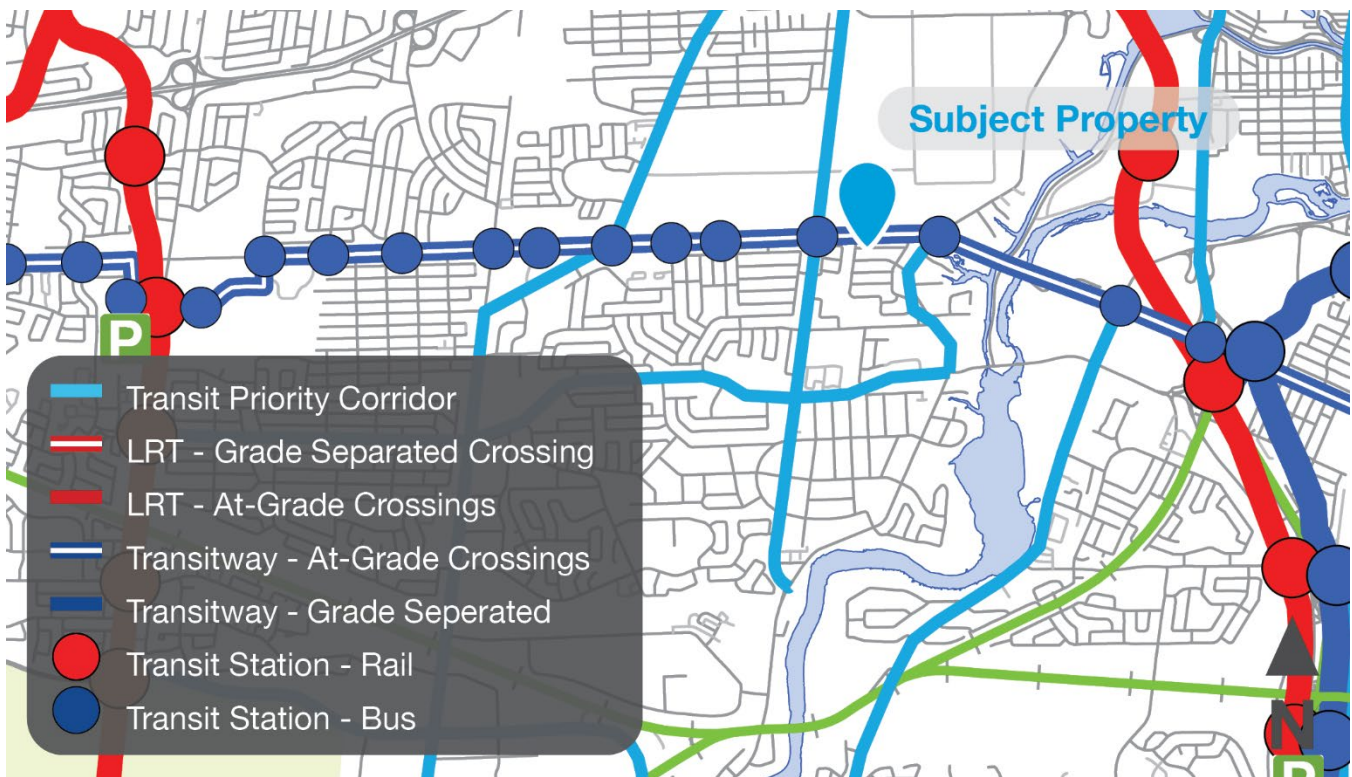 Subject Property
P
Transit Priority Corridor
LRT - Grade Separated Crossing
LRT - At-Grade Crossings
Transitway - At-Grade Crossings
Transitway - Grade Seperated
Transit Station - Rail
Transit Station - Bus
N
P